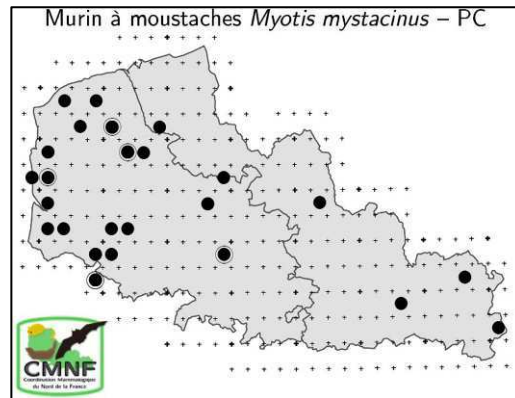 Murin à moustaches Myotis mystacinus – PC
CMNF
Coordination Mammalogique
du Nord de la France